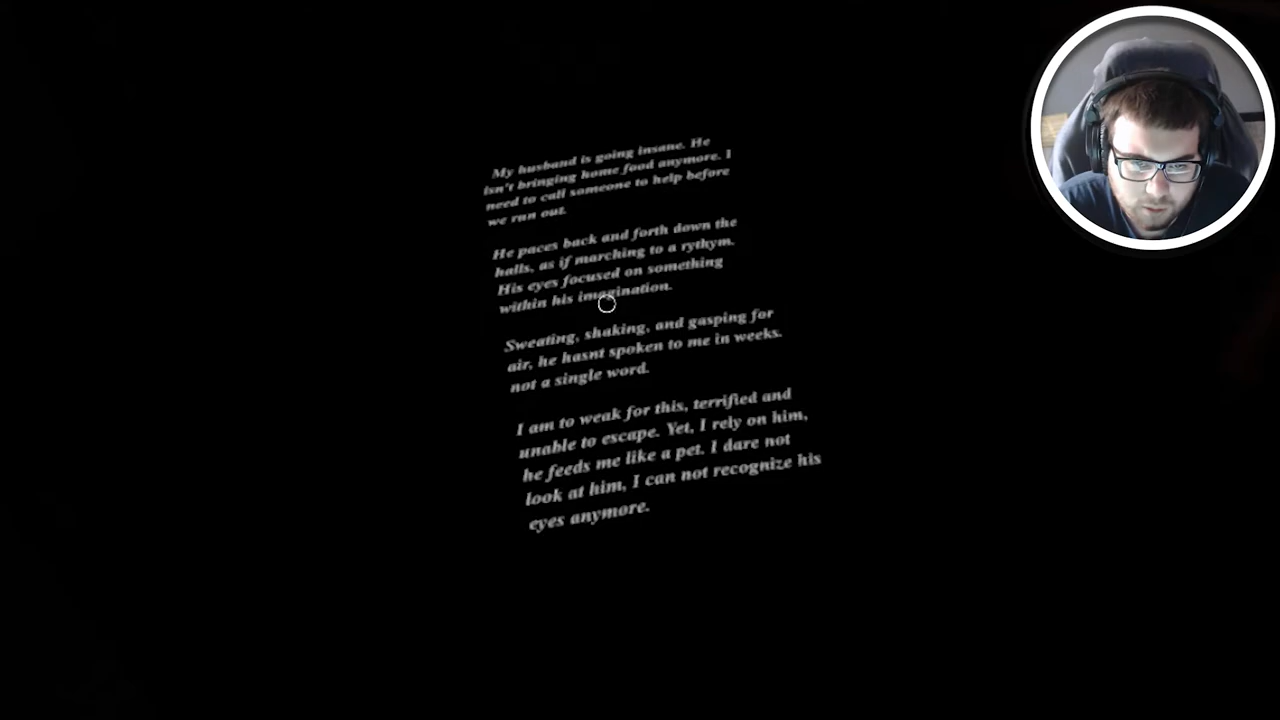 My husband is going insane. He
isn't bringing home food anymore. I
need to call someone to help before
we run out.
He paces back and forth down the
halls, as if marching to a rythym.
His eyes focused on something
within his imagination.
Sweating, shaking, and gasping for
air, he hasnt spoken to me in weeks.
not a single word.
I am to weak for this, terrified and
unable to escape. Yet, I rely on him,
he feeds me like a pet. I dare not
look at him, I can not recognize his
eyes anymore.